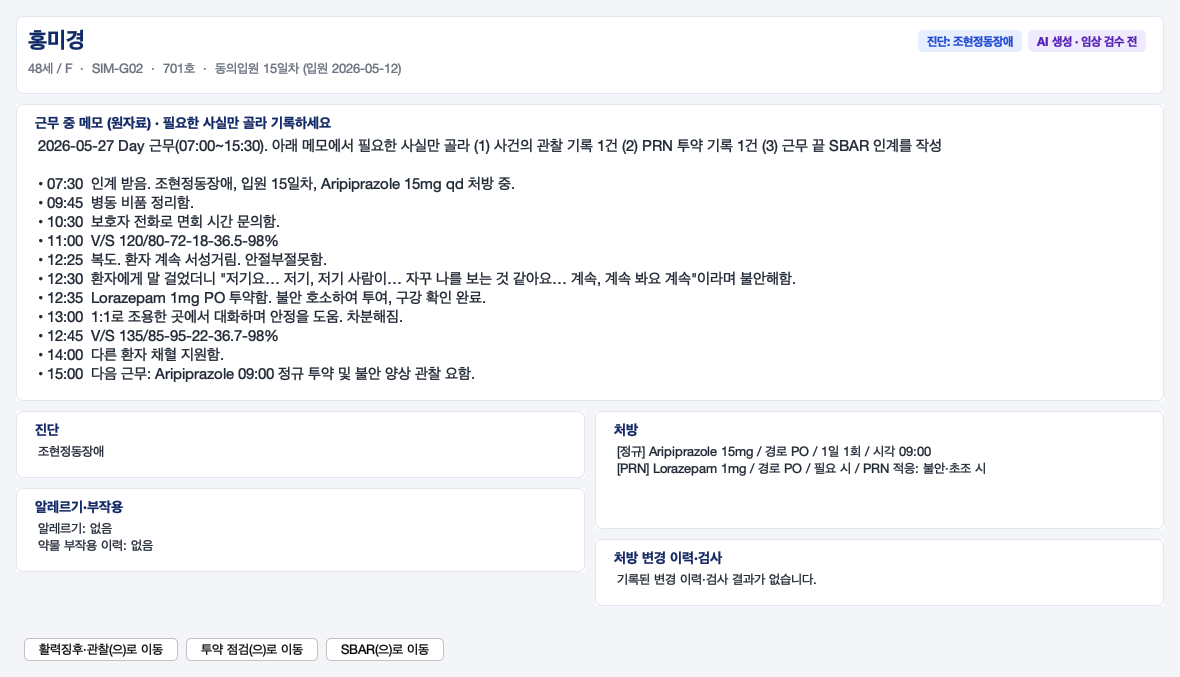 홍미경
진단: 조현정동장애
AI 생성 · 임상 검수 전
48세 / F · SIM-G02 · 701호 · 동의입원 15일차 (입원 2026-05-12)
근무 중 메모 (원자료) · 필요한 사실만 골라 기록하세요
2026-05-27 Day 근무(07:00~15:30). 아래 메모에서 필요한 사실만 골라 (1) 사건의 관찰 기록 1건 (2) PRN 투약 기록 1건 (3) 근무 끝 SBAR 인계를 작성
• 07:30 인계 받음. 조현정동장애, 입원 15일차, Aripiprazole 15mg qd 처방 중.
• 09:45 병동 비품 정리함.
• 10:30 보호자 전화로 면회 시간 문의함.
• 11:00 V/S 120/80-72-18-36.5-98%
• 12:25 복도. 환자 계속 서성거림. 안절부절못함.
• 12:30 환자에게 말 걸었더니 "저기요… 저기, 저기 사람이… 자꾸 나를 보는 것 같아요… 계속, 계속 봐요 계속"이라며 불안해함.
• 12:35 Lorazepam 1mg PO 투약함. 불안 호소하여 투여, 구강 확인 완료.
• 13:00 1:1로 조용한 곳에서 대화하며 안정을 도움. 차분해짐.
• 12:45 V/S 135/85-95-22-36.7-98%
• 14:00 다른 환자 채혈 지원함.
• 15:00 다음 근무: Aripiprazole 09:00 정규 투약 및 불안 양상 관찰 요함.
진단
조현정동장애
알레르기·부작용
알레르기: 없음
약물 부작용 이력: 없음
처방
[정규] Aripiprazole 15mg / 경로 PO / 1일 1회 / 시각 09:00
[PRN] Lorazepam 1mg / 경로 PO / 필요 시 / PRN 적응: 불안·초조 시
처방 변경 이력·검사
기록된 변경 이력·검사 결과가 없습니다.
활력징후·관찰(으)로 이동
투약 점검(으)로 이동
SBAR(으)로 이동